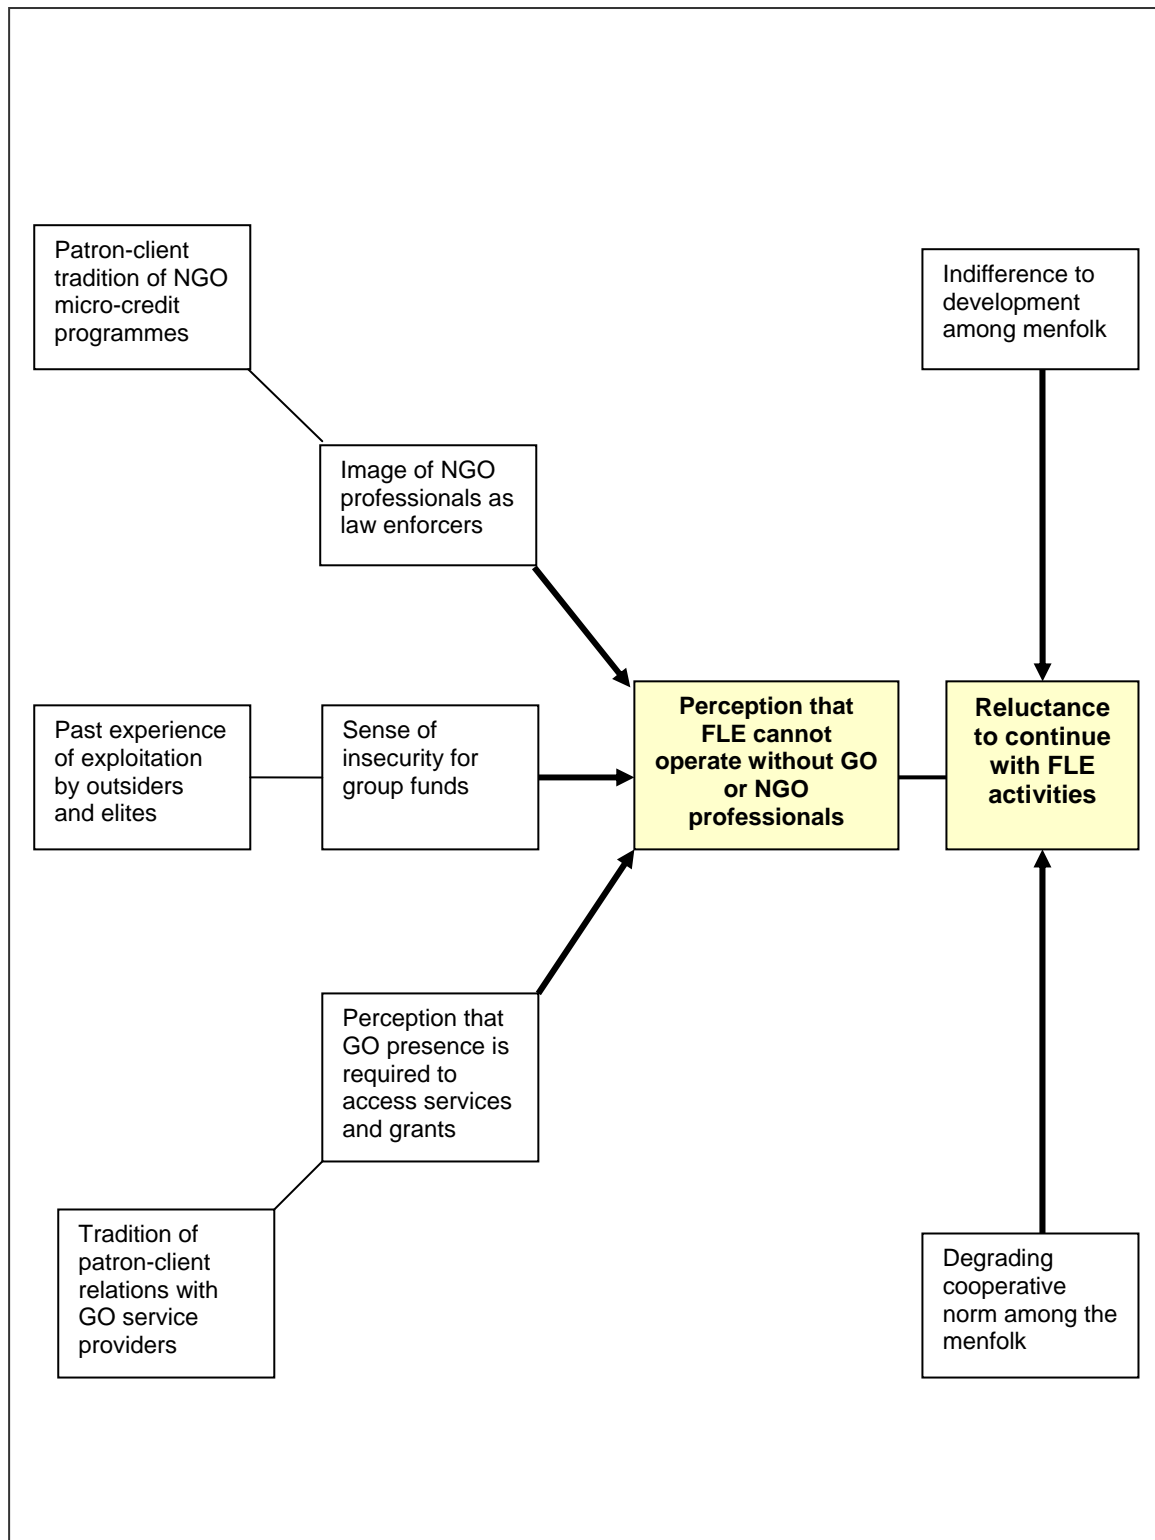 Patron-client
tradition of NGO
micro-credit
programmes
Indifference to
development
among menfolk
Image of NGO
professionals as
law enforcers
Past experience
of exploitation
by outsiders
and elites
Sense of
insecurity for
group funds
Perception that
FLE cannot
operate without GO
or NGO
professionals
Reluctance
to continue
with FLE
activities
Perception that
GO presence is
required to
access services
and grants
Tradition of
patron-client
relations with
GO service
providers
Degrading
cooperative
norm among the
menfolk